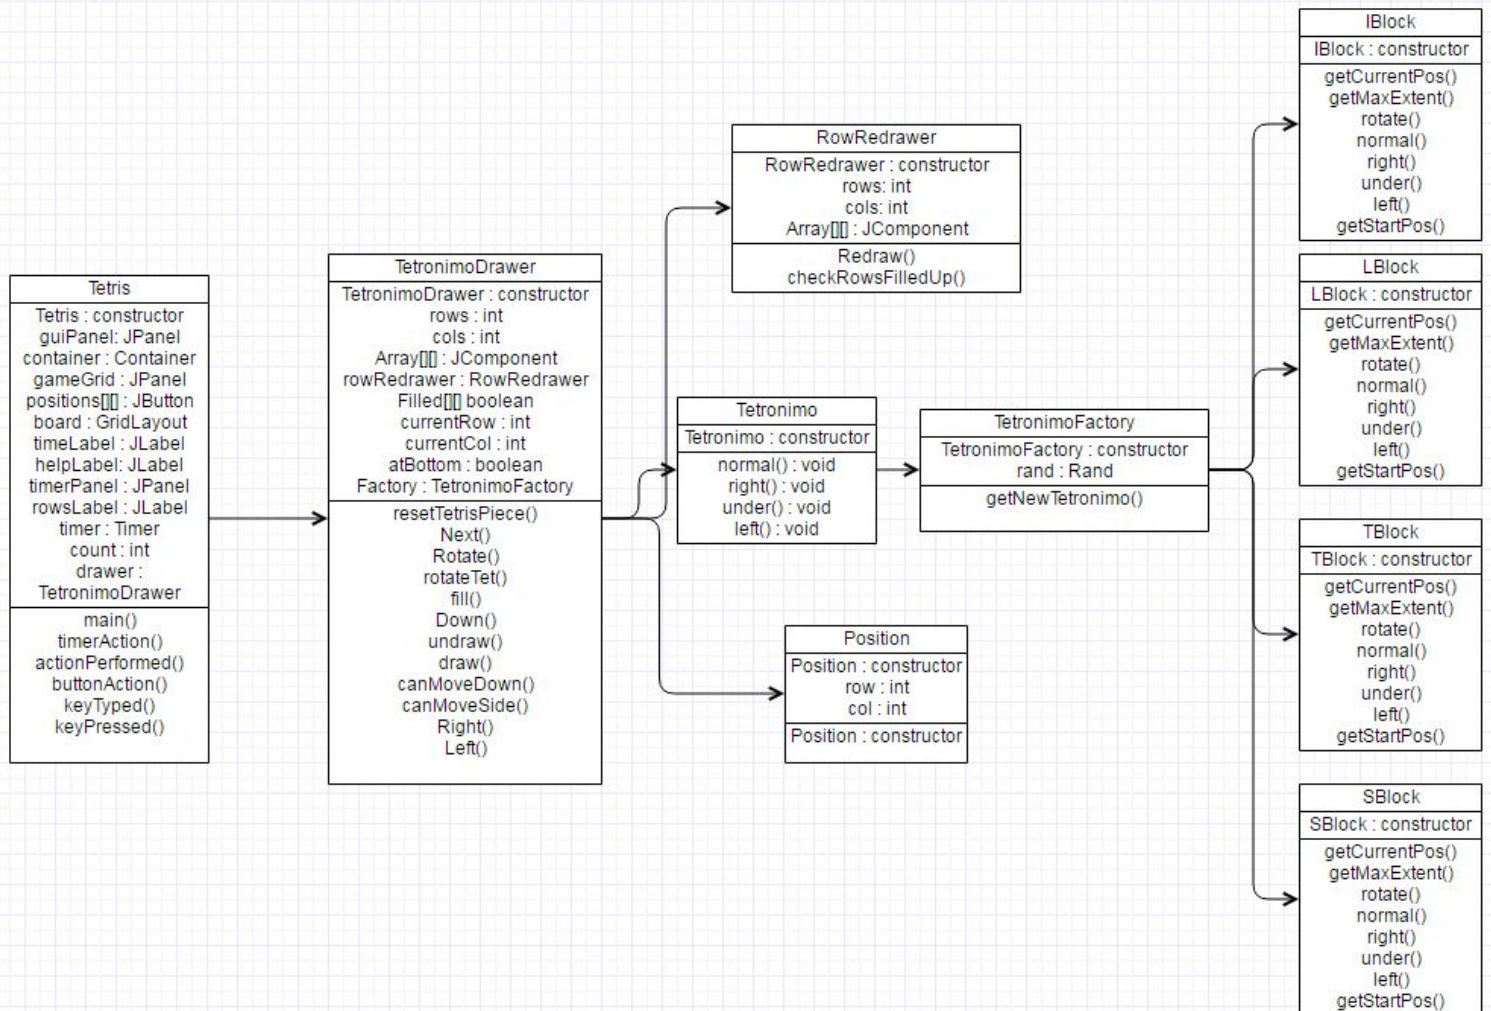 Tetris
Tetris : constructor
guiPanel: JPanel
container : Container
gameGrid : JPanel
positions[][] : JButton
board : GridLayout
timeLabel : JLabel
helpLabel: JLabel
timerPanel : JPanel
rowsLabel : JLabel
timer : Timer
count : int
drawer :
TetronimoDrawer
main()
timerAction()
actionPerformed()
buttonAction()
keyTyped()
keyPressed()
TetronimoDrawer
TetronimoDrawer : constructor
rows : int
cols : int
Array[][] : JComponent
rowRedrawer : RowRedrawer
Filled[][] boolean
currentRow : int
currentCol : int
atBottom : boolean
Factory : TetronimoFactory
resetTetrisPiece()
Next()
Rotate()
rotateTet()
fill()
Down()
undraw()
draw()
canMoveDown()
canMoveSide()
Right()
Left()
RowRedrawer
RowRedrawer : constructor
rows: int
cols: int
Array[][] : JComponent
Redraw()
checkRowsFilledUp()
Tetronimo
Tetronimo : constructor
normal() : void
right() : void
under() : void
left() : void
TetronimoFactory
TetronimoFactory : constructor
rand : Rand
getNewTetronimo()
Position
Position : constructor
row : int
col : int
Position : constructor
IBlock
IBlock : constructor
getCurrentPos()
getMaxExtent()
rotate()
normal()
right()
under()
left()
getStartPos()
LBlock
LBlock : constructor
getCurrentPos()
getMaxExtent()
rotate()
normal()
right()
under()
left()
getStartPos()
TBlock
TBlock : constructor
getCurrentPos()
getMaxExtent()
rotate()
normal()
right()
under()
left()
getStartPos()
SBlock
SBlock : constructor
getCurrentPos()
getMaxExtent()
rotate()
normal()
right()
under()
left()
getStartPos()